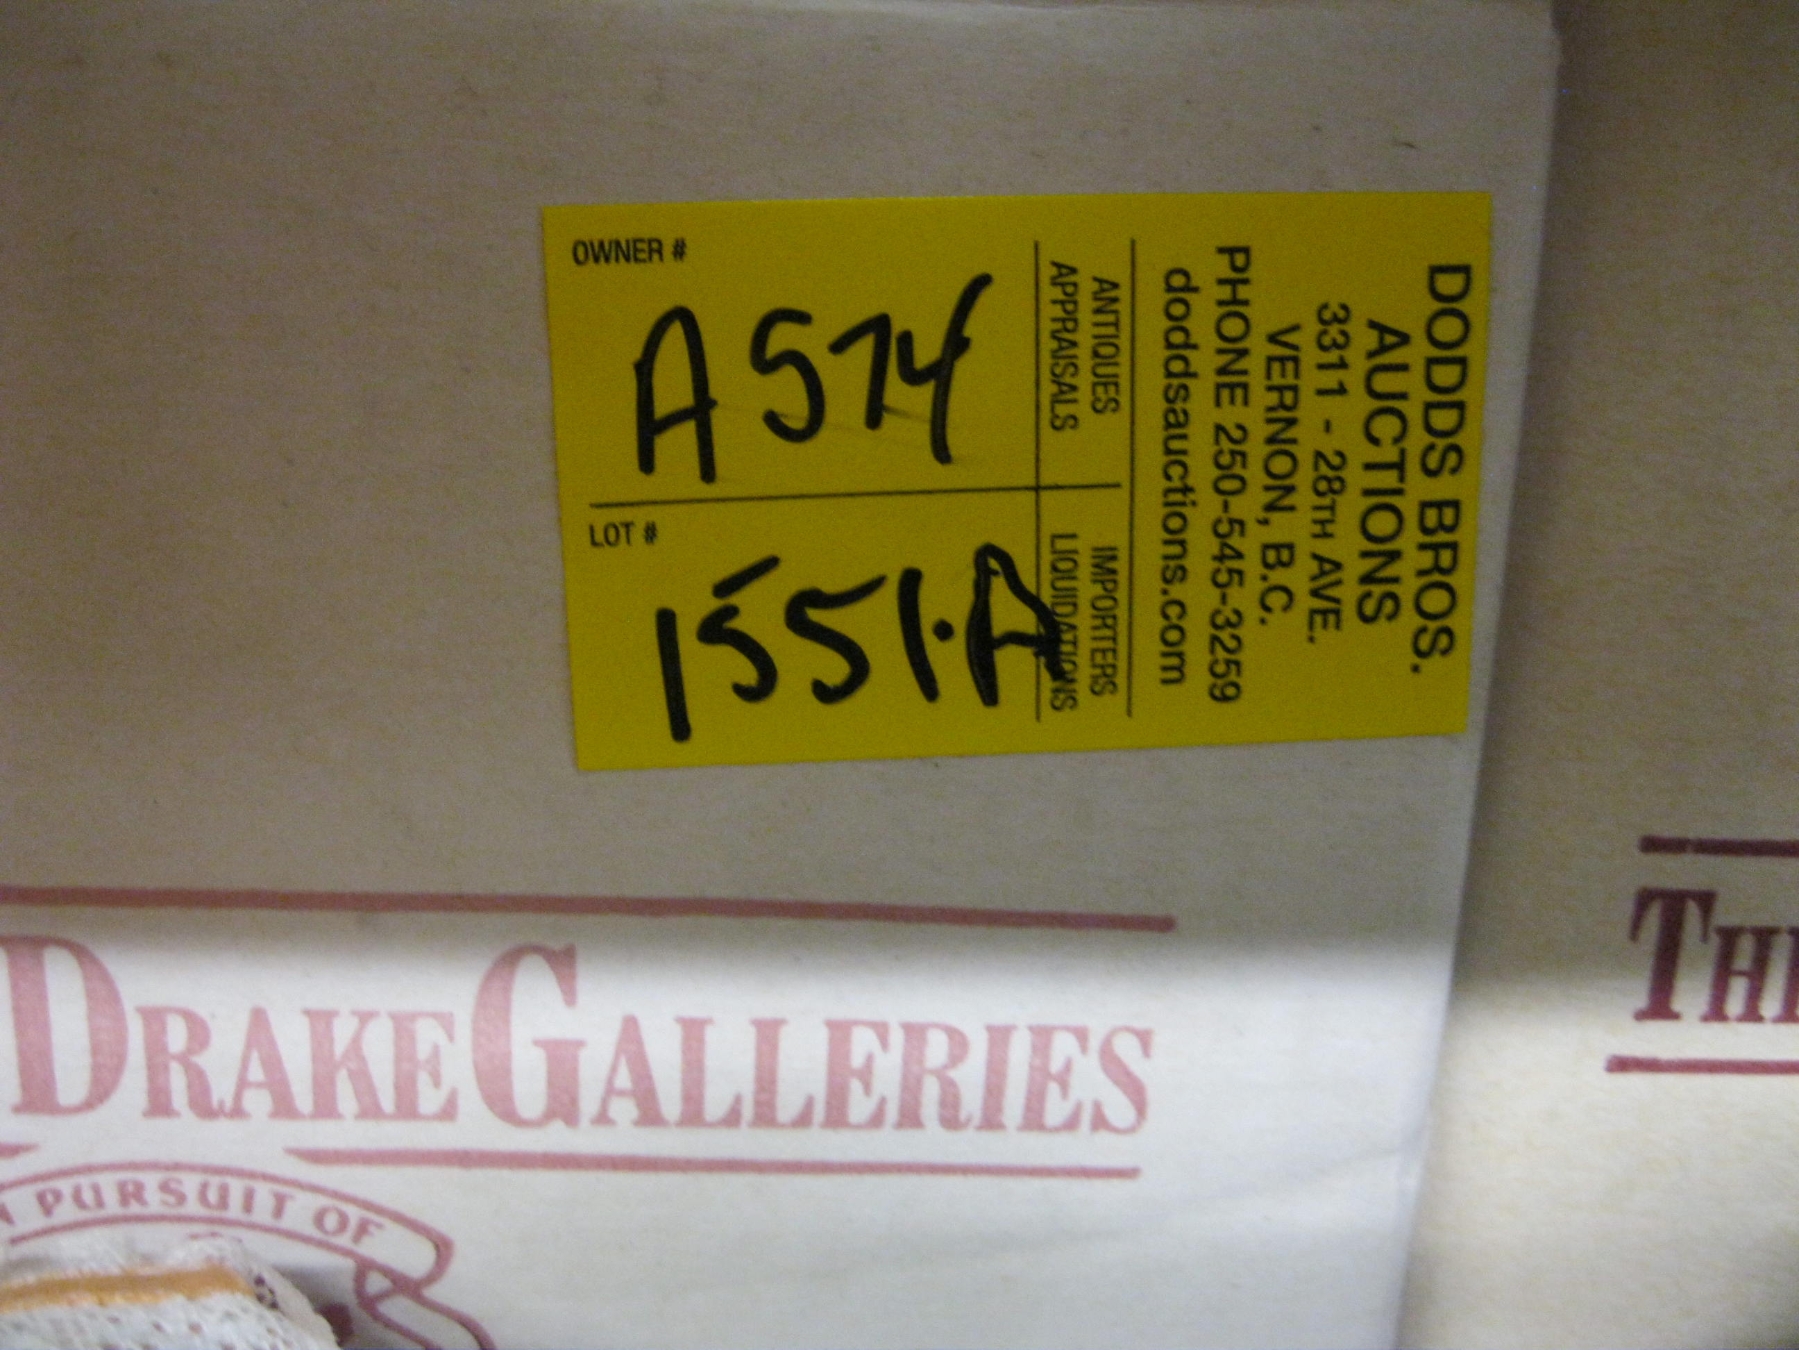 DODDS BROS.
AUCTIONS
3311 - 28TH AVE.
VERNON, B.C.
PHONE 250-545-3259
doddsauctions.com
ANTIQUES
APPRAISALS
IMPORTERS
LIQUIDATIONS
OWNER #
A574
LOT #
1551·A
DRAKE GALLERIES
PURSUIT OF